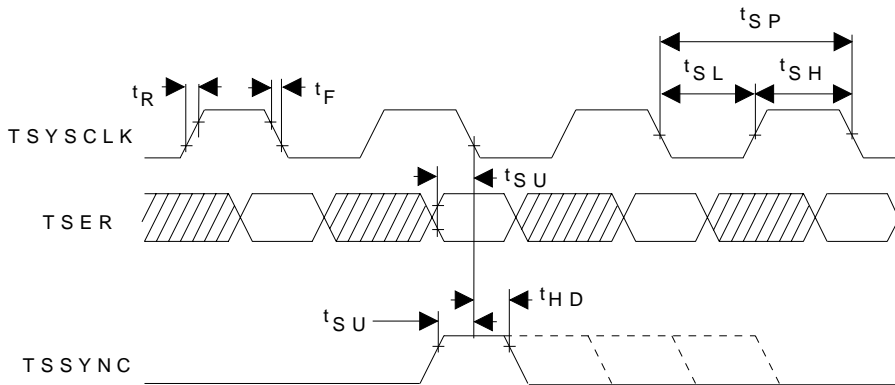 tSP
tSL tSH
tR tF
TSYSCLK
tSU
TSER
tHD
tSU
TSSYNC